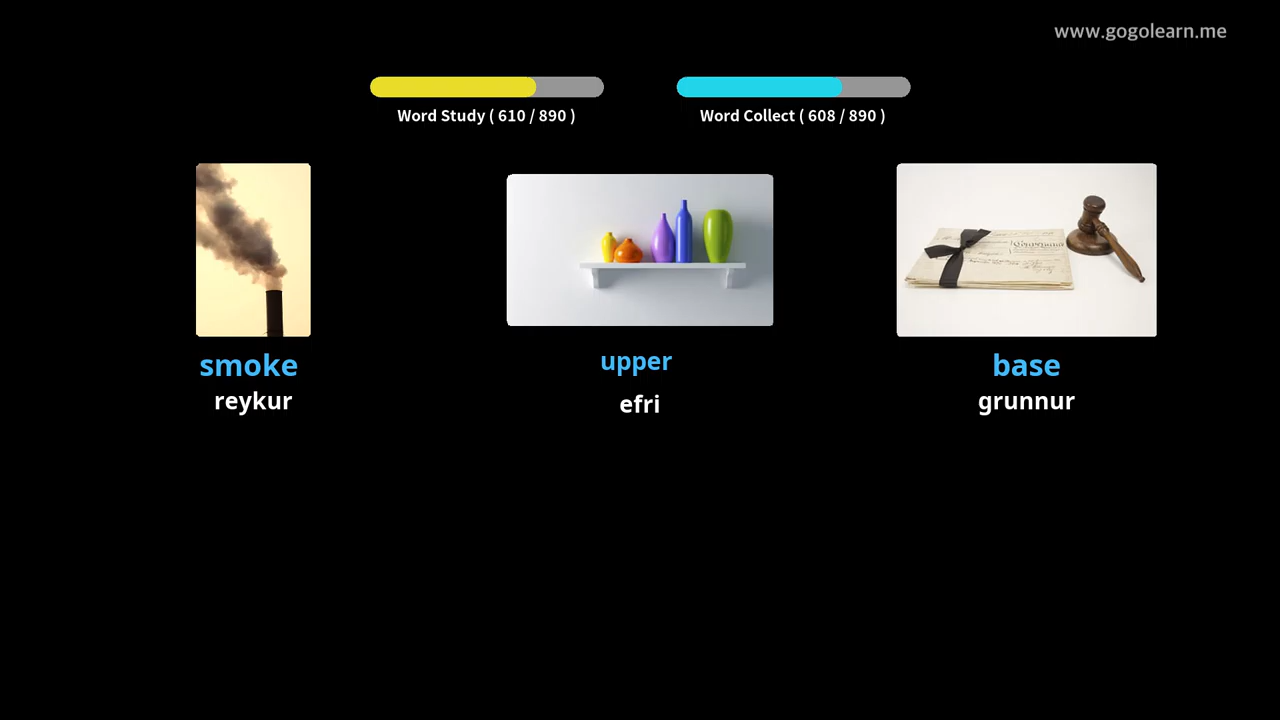 www.gogolearn.me
Word Study ( 610 / 890 )
Word Collect ( 608 / 890 )
smoke
reykur
upper
efri
base
grunnur